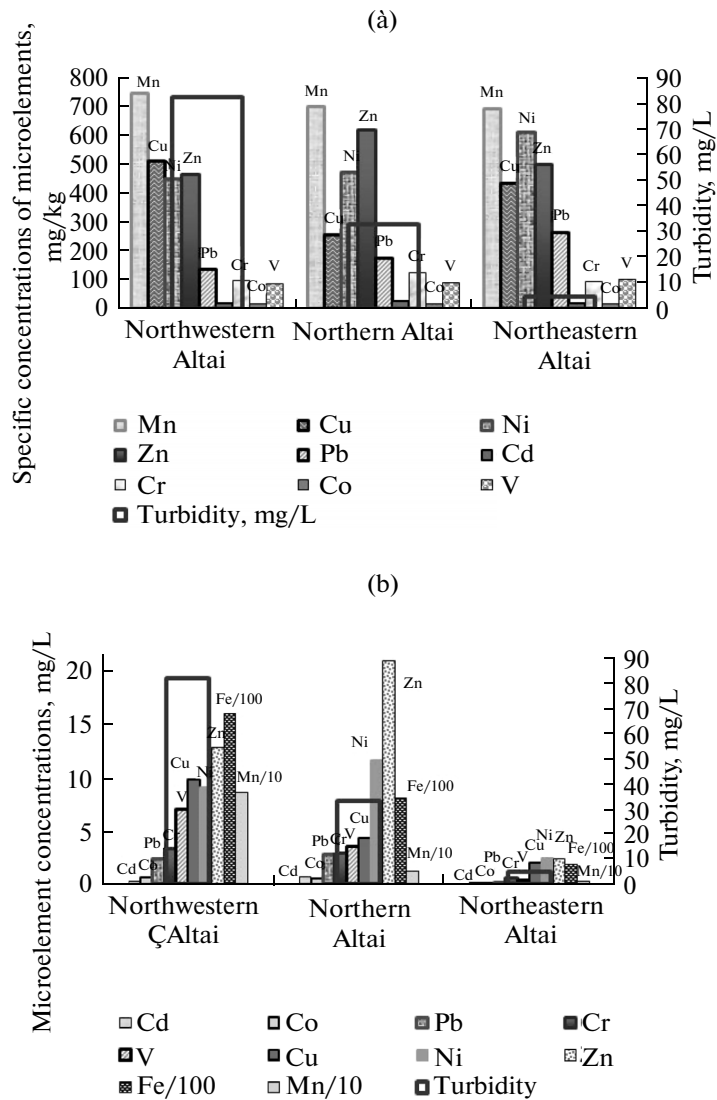 (à)
Specific concentrations of microelements,
mg/kg
800
700
600
500
400
300
200
100
0
Mn
Cu
Ni
Zn
Pb
Cr
Co
V
Mn
Cu
Ni
Zn
Pb
Cr
Co
V
Mn
Cu
Ni
Zn
Pb
Cr
Co
V
90
80
70
60
50
40
30
20
10
0
Turbidity, mg/L
Northwestern
Altai
Northern Altai
Northeastern
Altai
Mn Cu Ni
Zn Pb Cd
Cr Co V
Turbidity, mg/L
(b)
Microelement concentrations, mg/L
20
15
10
5
0
Cd
Co
Pb
Cr
V
Cu
Ni
Zn
Fe/100
Mn/10
Cd
Co
Pb
Cr
V
Cu
Ni
Zn
Fe/100
Mn/10
Cd
Co
Pb
Cr
V
Cu
Ni
Zn
Fe/100
Mn/10
90
80
70
60
50
40
30
20
10
0
Turbidity, mg/L
Northwestern
ÇAltai
Northern
Altai
Northeastern
Altai
Cd Co Pb Cr
V Cu Ni Zn
Fe/100 Mn/10 Turbidity